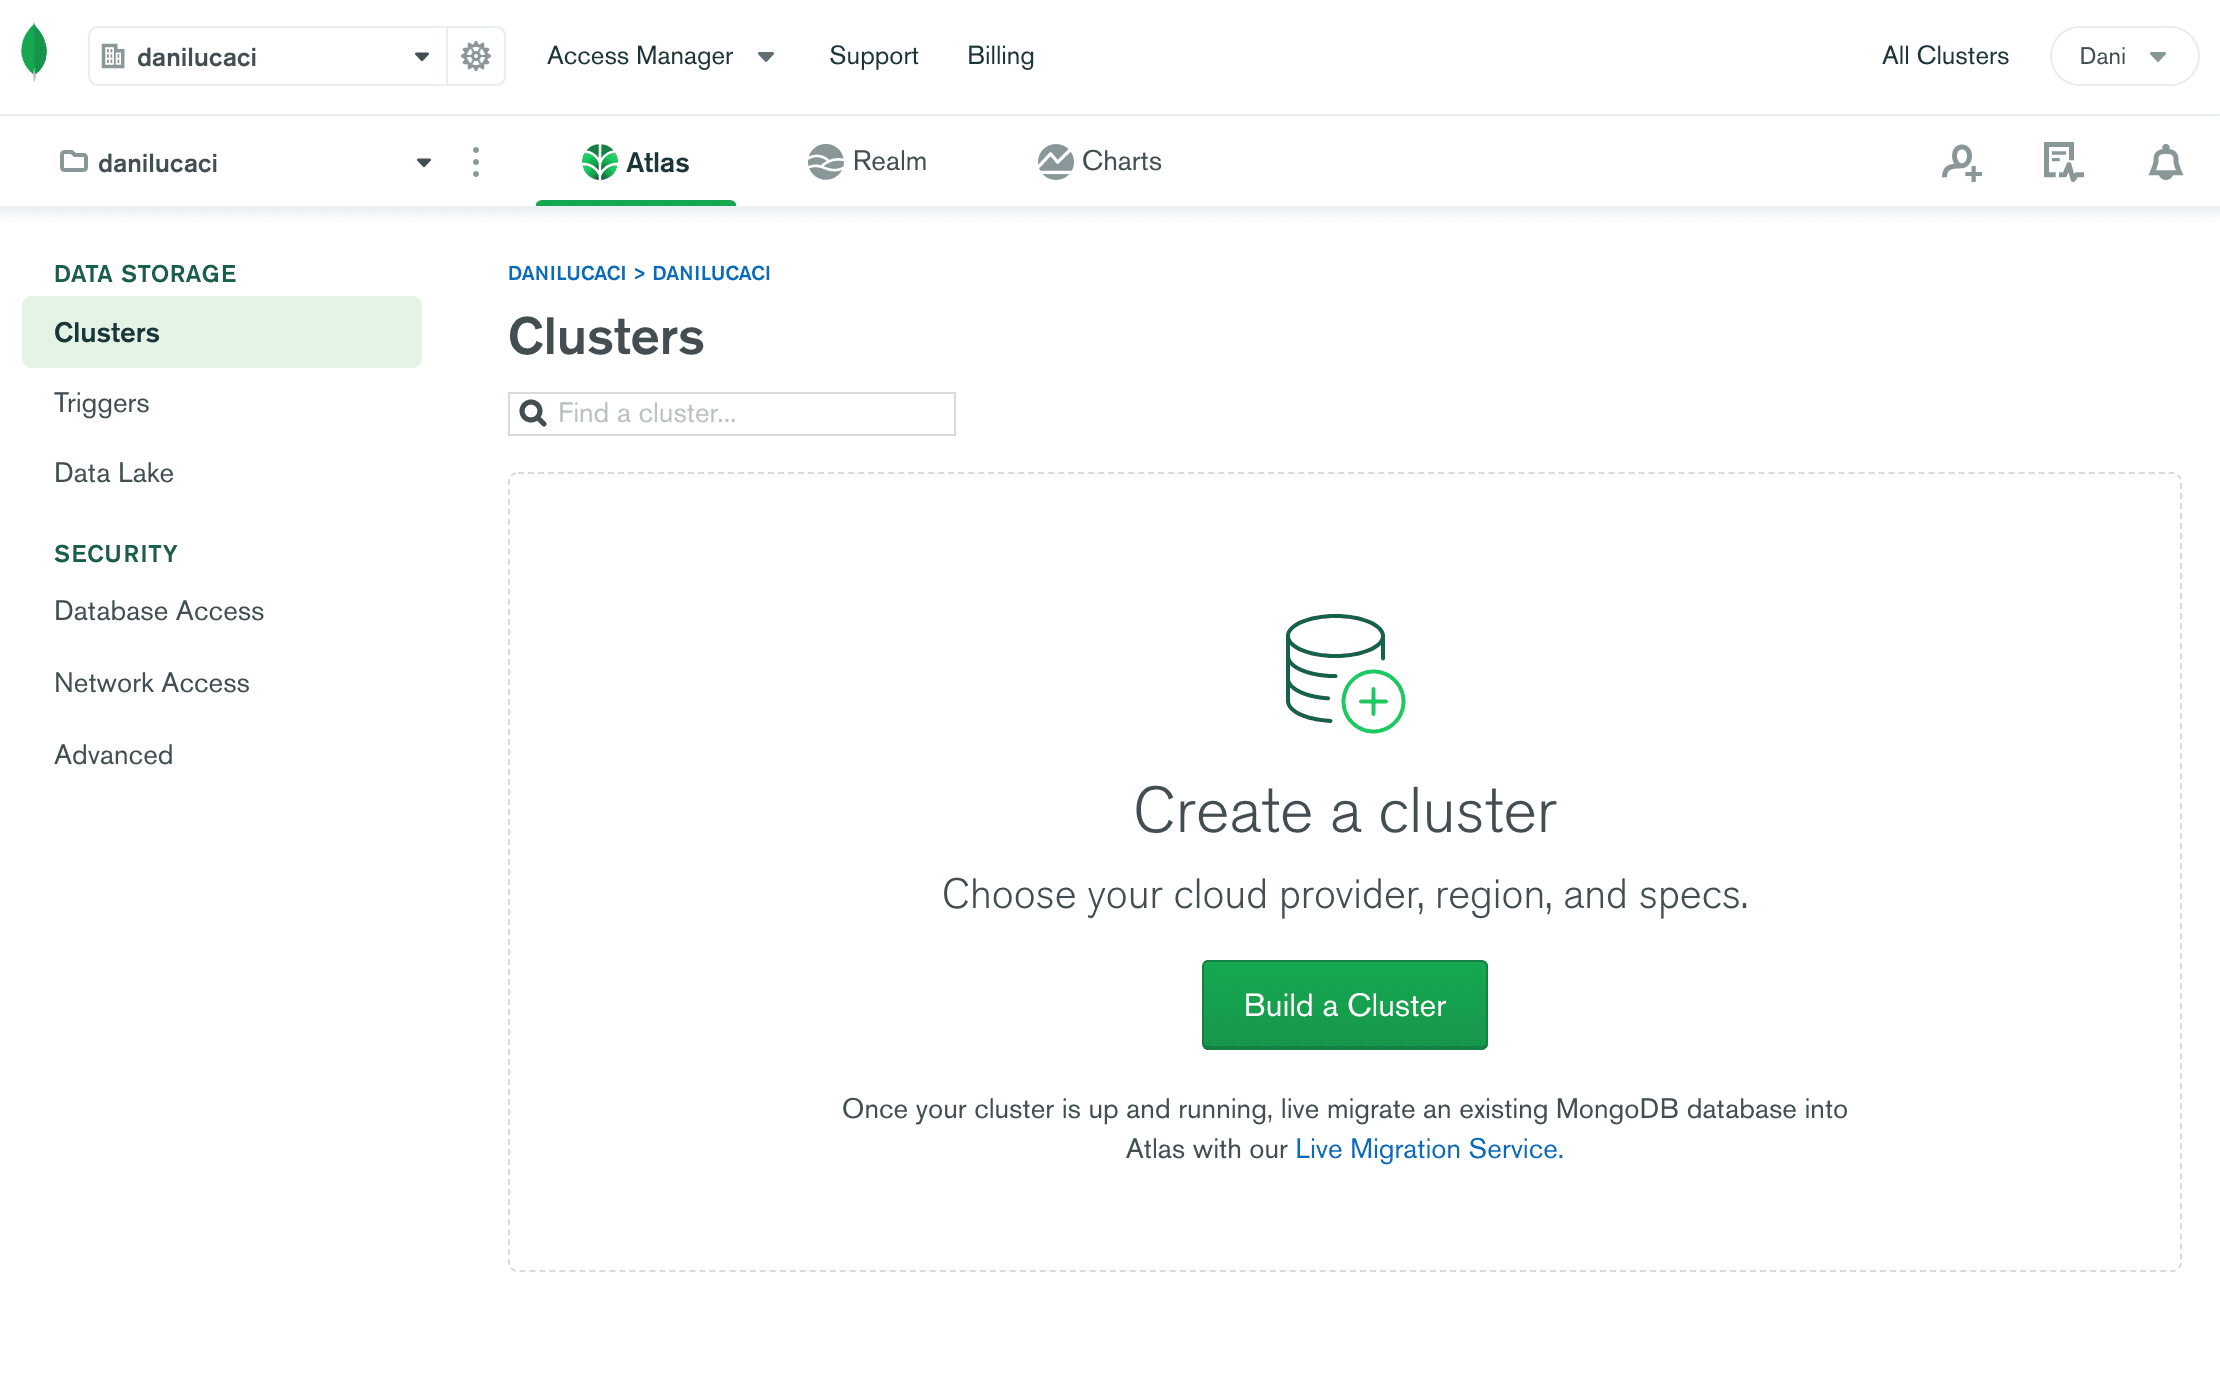 danilucaci
Access Manager
Support
Billing
All Clusters
Dani
danilucaci
Atlas
Realm
Charts
DATA STORAGE
Clusters
Triggers
Data Lake
SECURITY
Database Access
Network Access
Advanced
DANILUCACI > DANILUCACI
Clusters
Find a cluster...
Create a cluster
Choose your cloud provider, region, and specs.
Build a Cluster
Once your cluster is up and running, live migrate an existing MongoDB database into
Atlas with our Live Migration Service.